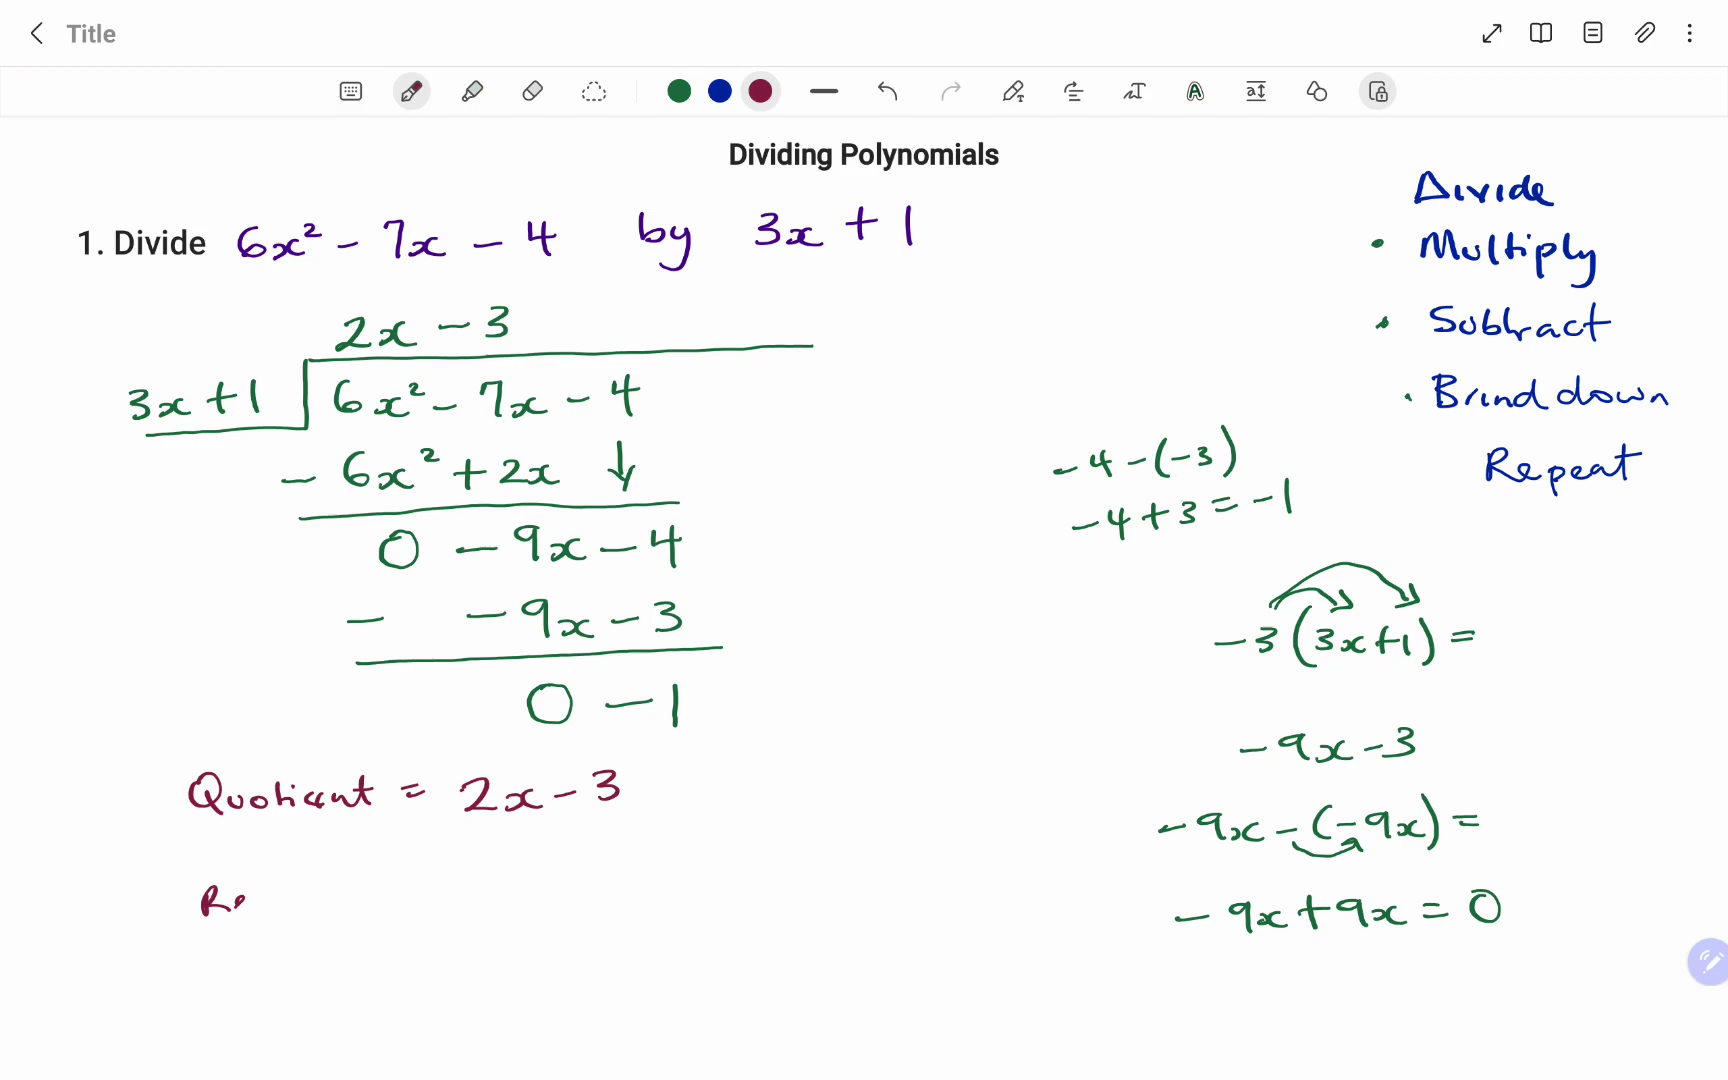 Title
Dividing Polynomials
1. Divide 6x² - 7x - 4 by 3x + 1
2x - 3
3x + 1 6x² - 7x - 4
- 6x² + 2x ↓
0 - 9x - 4
- - 9x - 3
0 - 1
Quotient = 2x - 3
Re
Divide
• Multiply
• Subtract
• Brind down
Repeat
-4 - (-3)
-4 + 3 = -1
-3(3x+1) =
-9x - 3
-9x - (-9x) =
-9x + 9x = 0